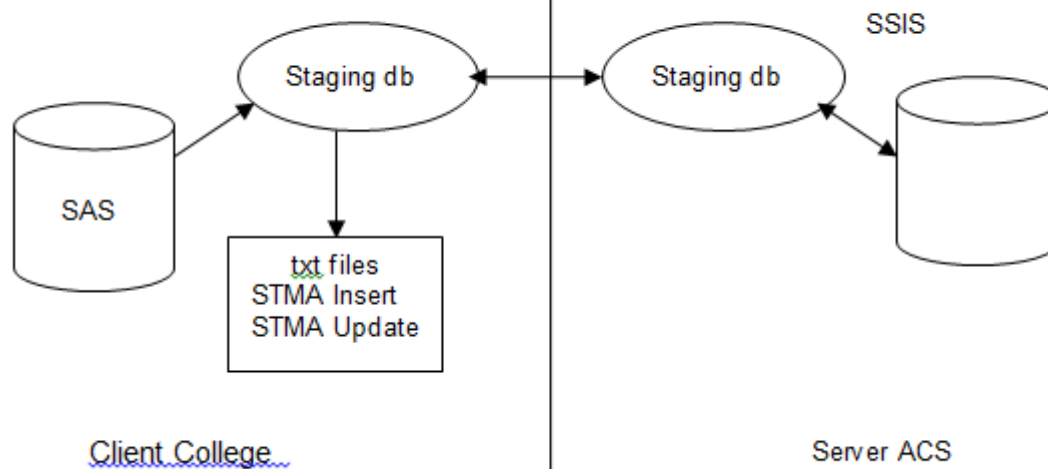 SSIS
Staging db
Staging db
SAS
txt files
STMA Insert
STMA Update
Client College
Server ACS